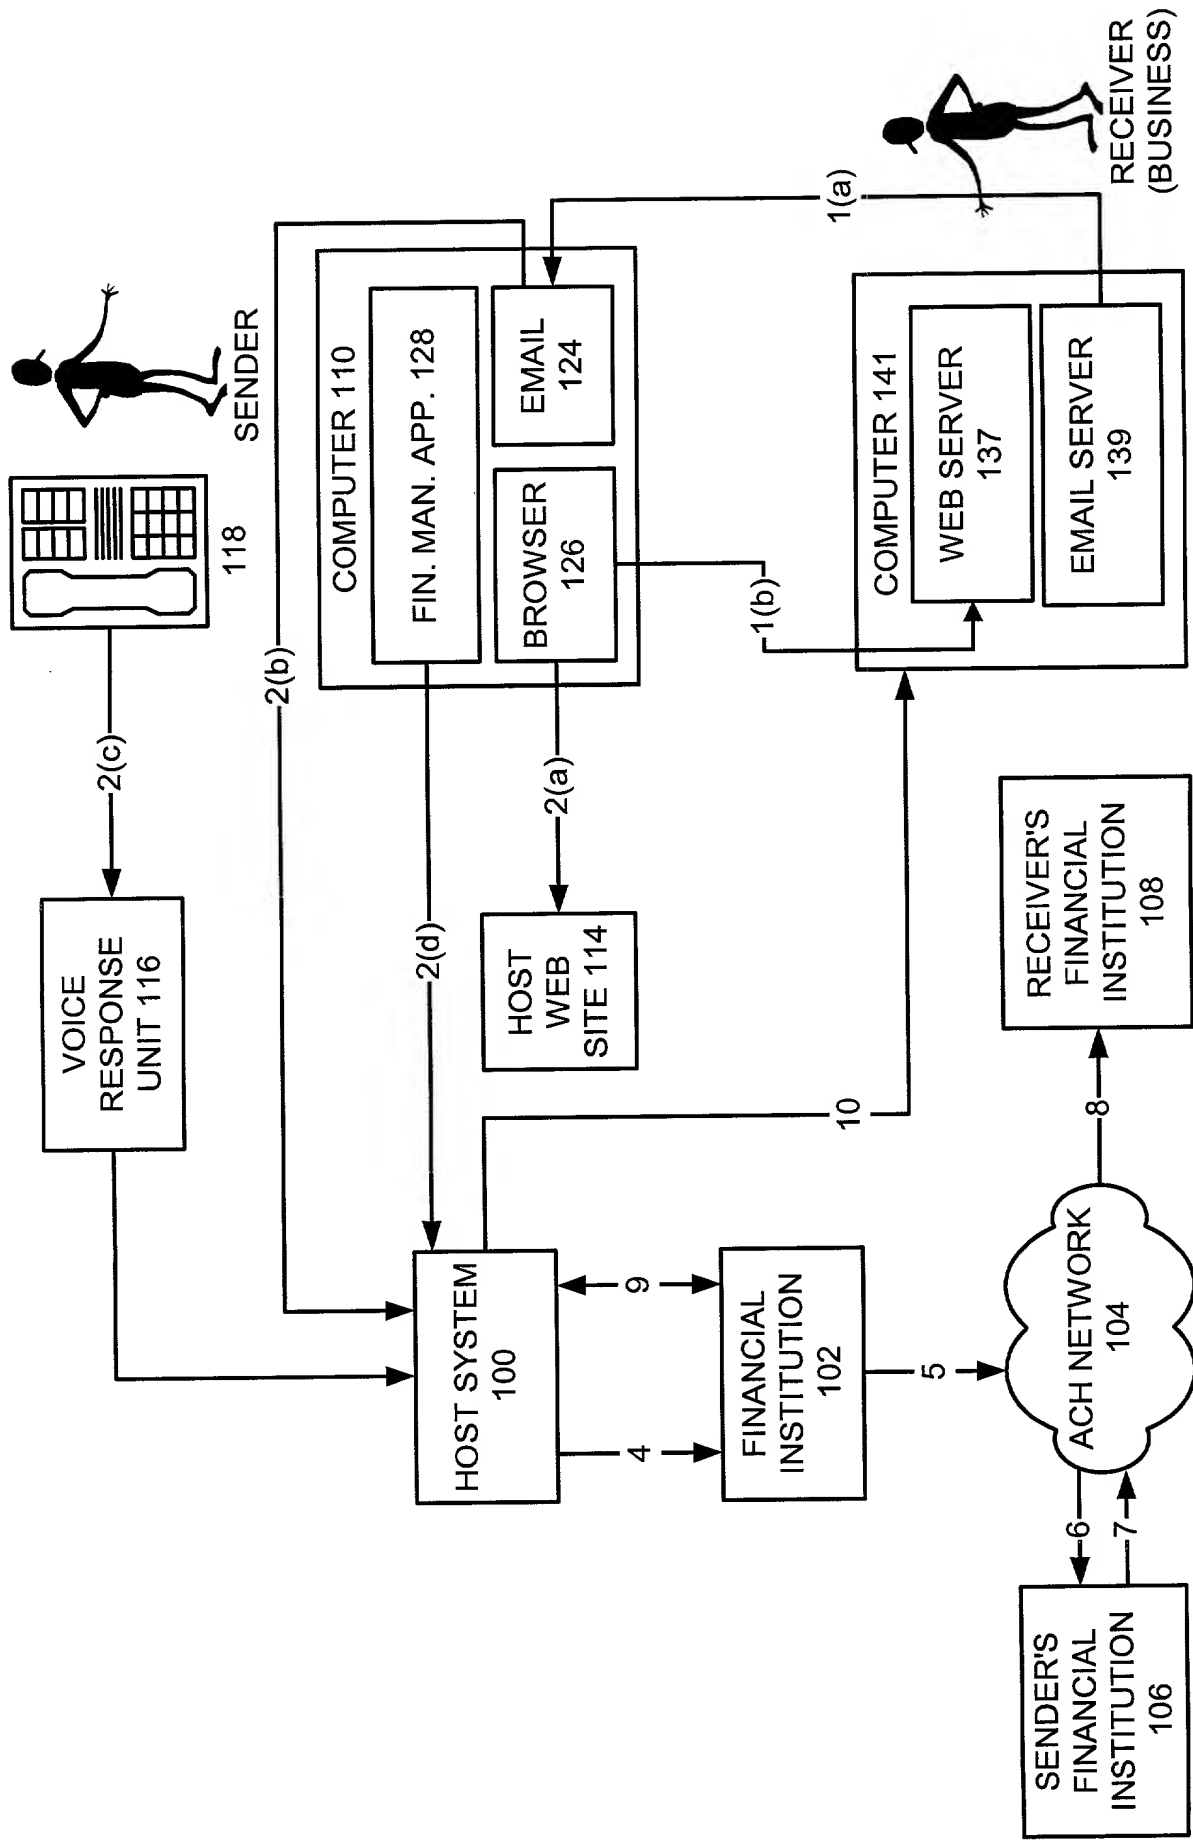 SENDER
118
2(c)
VOICE
RESPONSE
UNIT 116
2(b)
COMPUTER 110
FIN. MAN. APP. 128
BROWSER
126
EMAIL
124
2(d)
2(a)
HOST
WEB
SITE 114
1(a)
1(b)
RECEIVER
(BUSINESS)
COMPUTER 141
WEB SERVER
137
EMAIL SERVER
139
10
HOST SYSTEM
100
4
9
FINANCIAL
INSTITUTION
102
5
ACH NETWORK
104
6
7
8
SENDER'S
FINANCIAL
INSTITUTION
106
RECEIVER'S
FINANCIAL
INSTITUTION
108